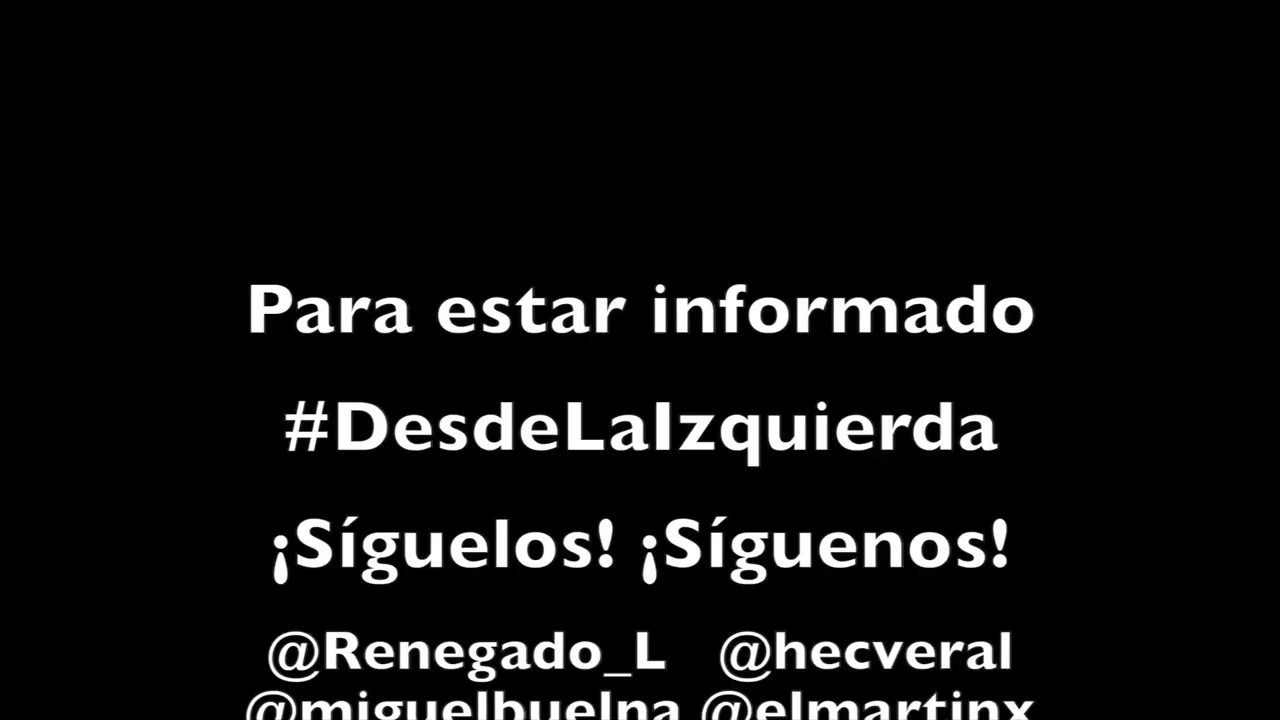 Para estar informado
#DesdeLaIzquierda
¡Síguelos! ¡Síguenos!
@Renegado_L @hecveral
@miguelbuelna @elmartinx